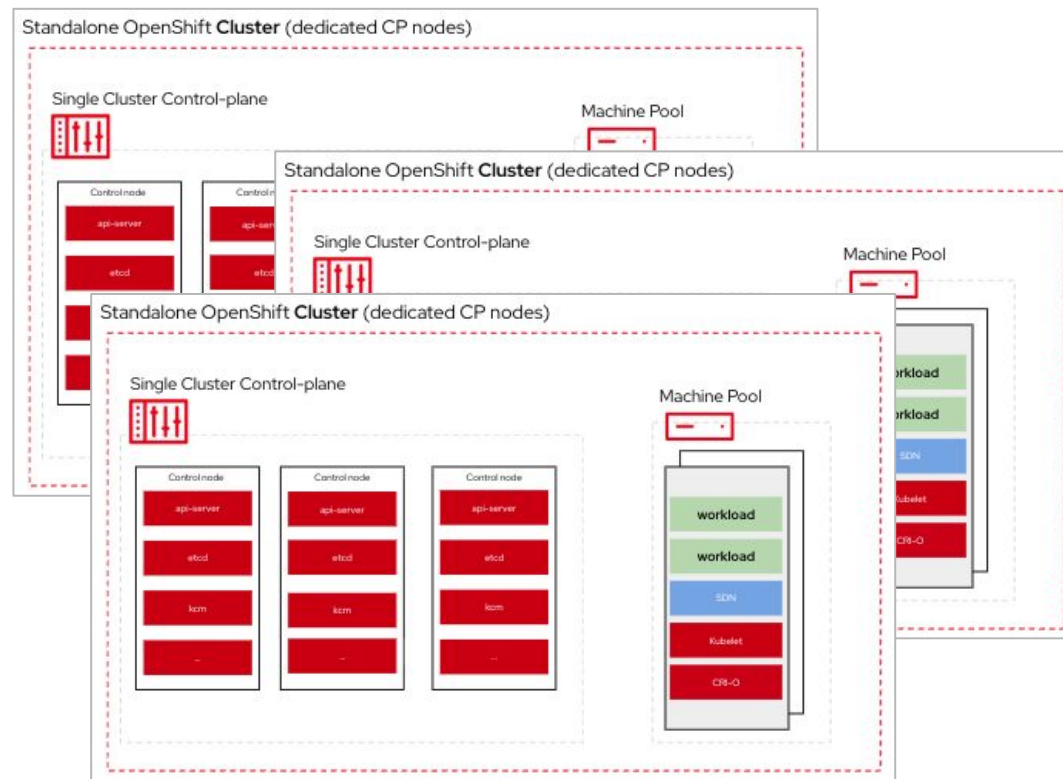 Standalone OpenShift Cluster (dedicated CP nodes)
Single Cluster Control-plane
Machine Pool
Control node
api-server
etcd
Standalone OpenShift Cluster (dedicated CP nodes)
Single Cluster Control-plane
Machine Pool
SDN
CRI-O
Standalone OpenShift Cluster (dedicated CP nodes)
Single Cluster Control-plane
Machine Pool
Control node
api-server
etcd
kcm
...
Control node
api-server
etcd
kcm
...
Control node
api-server
etcd
kcm
...
workload
workload
SDN
Kubelet
CRI-O